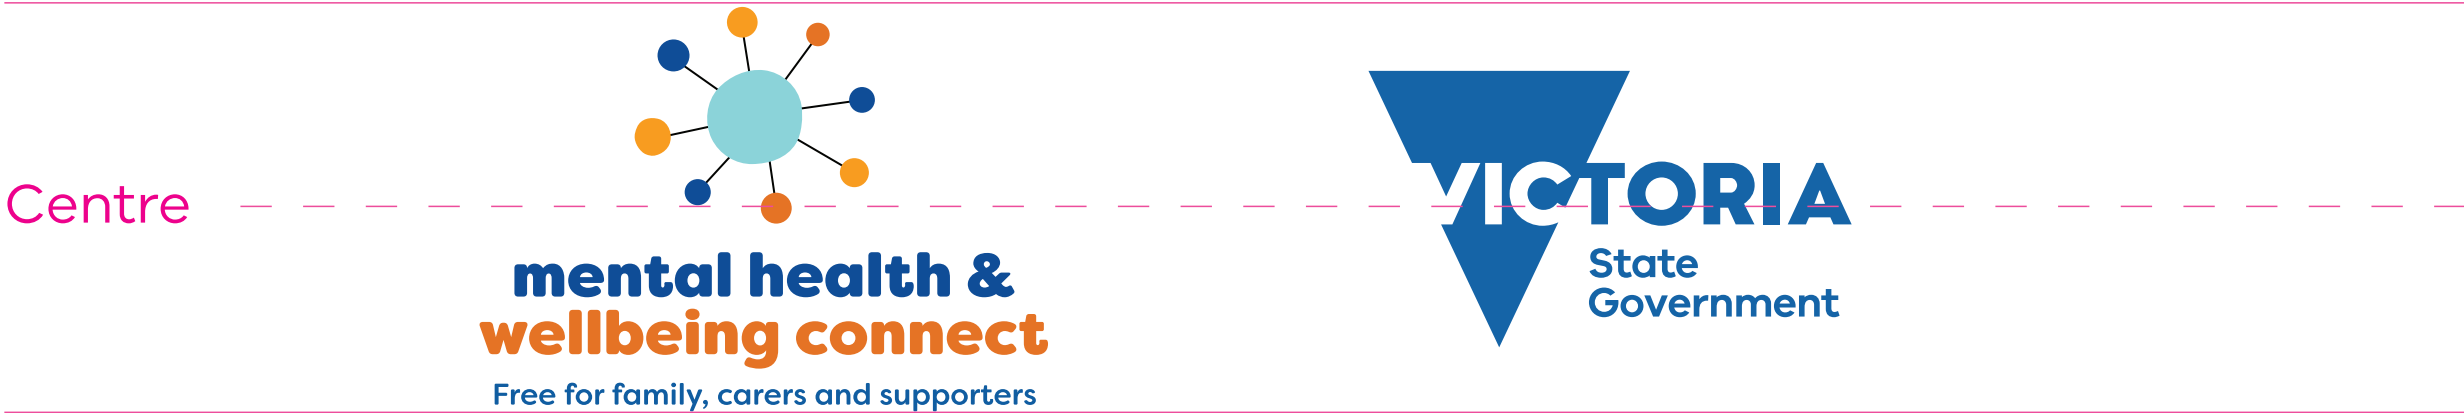 Centre
mental health &
wellbeing connect
Free for family, carers and supporters
VICTORIA
State
Government